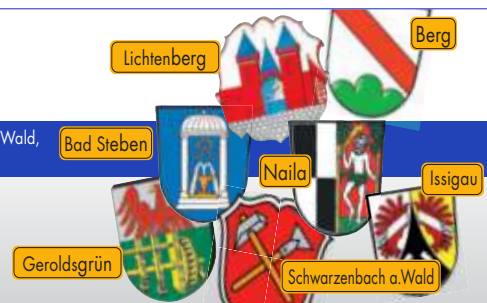 Berg
Lichtenberg
Wald,
Bad Steben
Naila
Issigau
Geroldsgrün
Schwarzenbach a.Wald